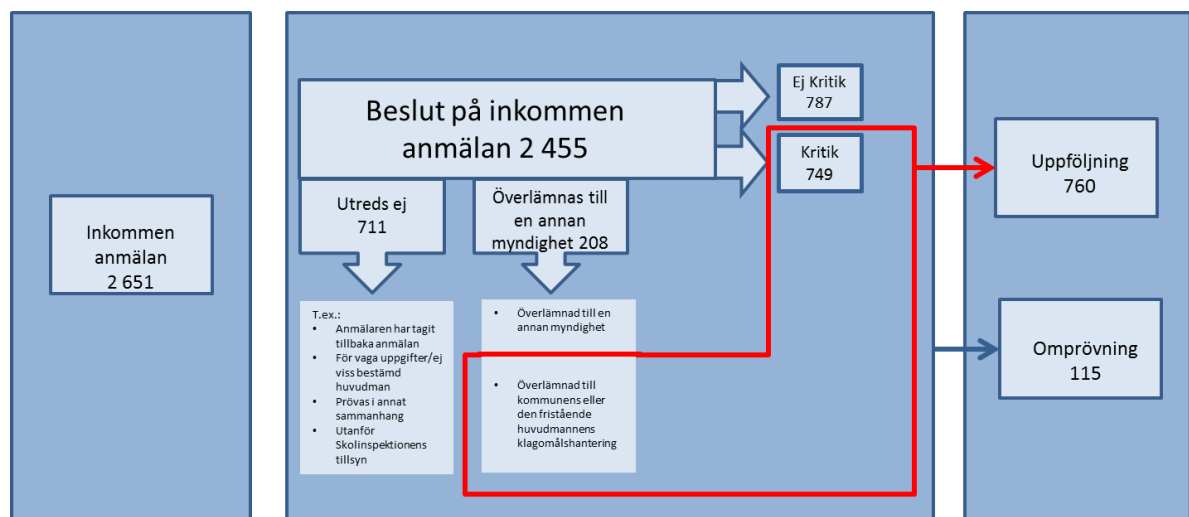 Inkommen
anmälan
2 651
Beslut på inkommen
anmälan 2 455
Ej Kritik
787
Kritik
749
Utreds ej
711
Överlämnas till
en annan
myndighet 208
T.ex.:
• Anmälaren har tagit
tillbaka anmälan
• För vaga uppgifter/ej
viss bestämd
huvudman
• Prövas i annat
sammanhang
• Utanför
Skolinspektionens
tillsyn
• Överlämnad till en
annan myndighet
• Överlämnad till
kommunens eller
den fristående
huvudmannens
klagomålshantering
Uppföljning
760
Omprövning
115